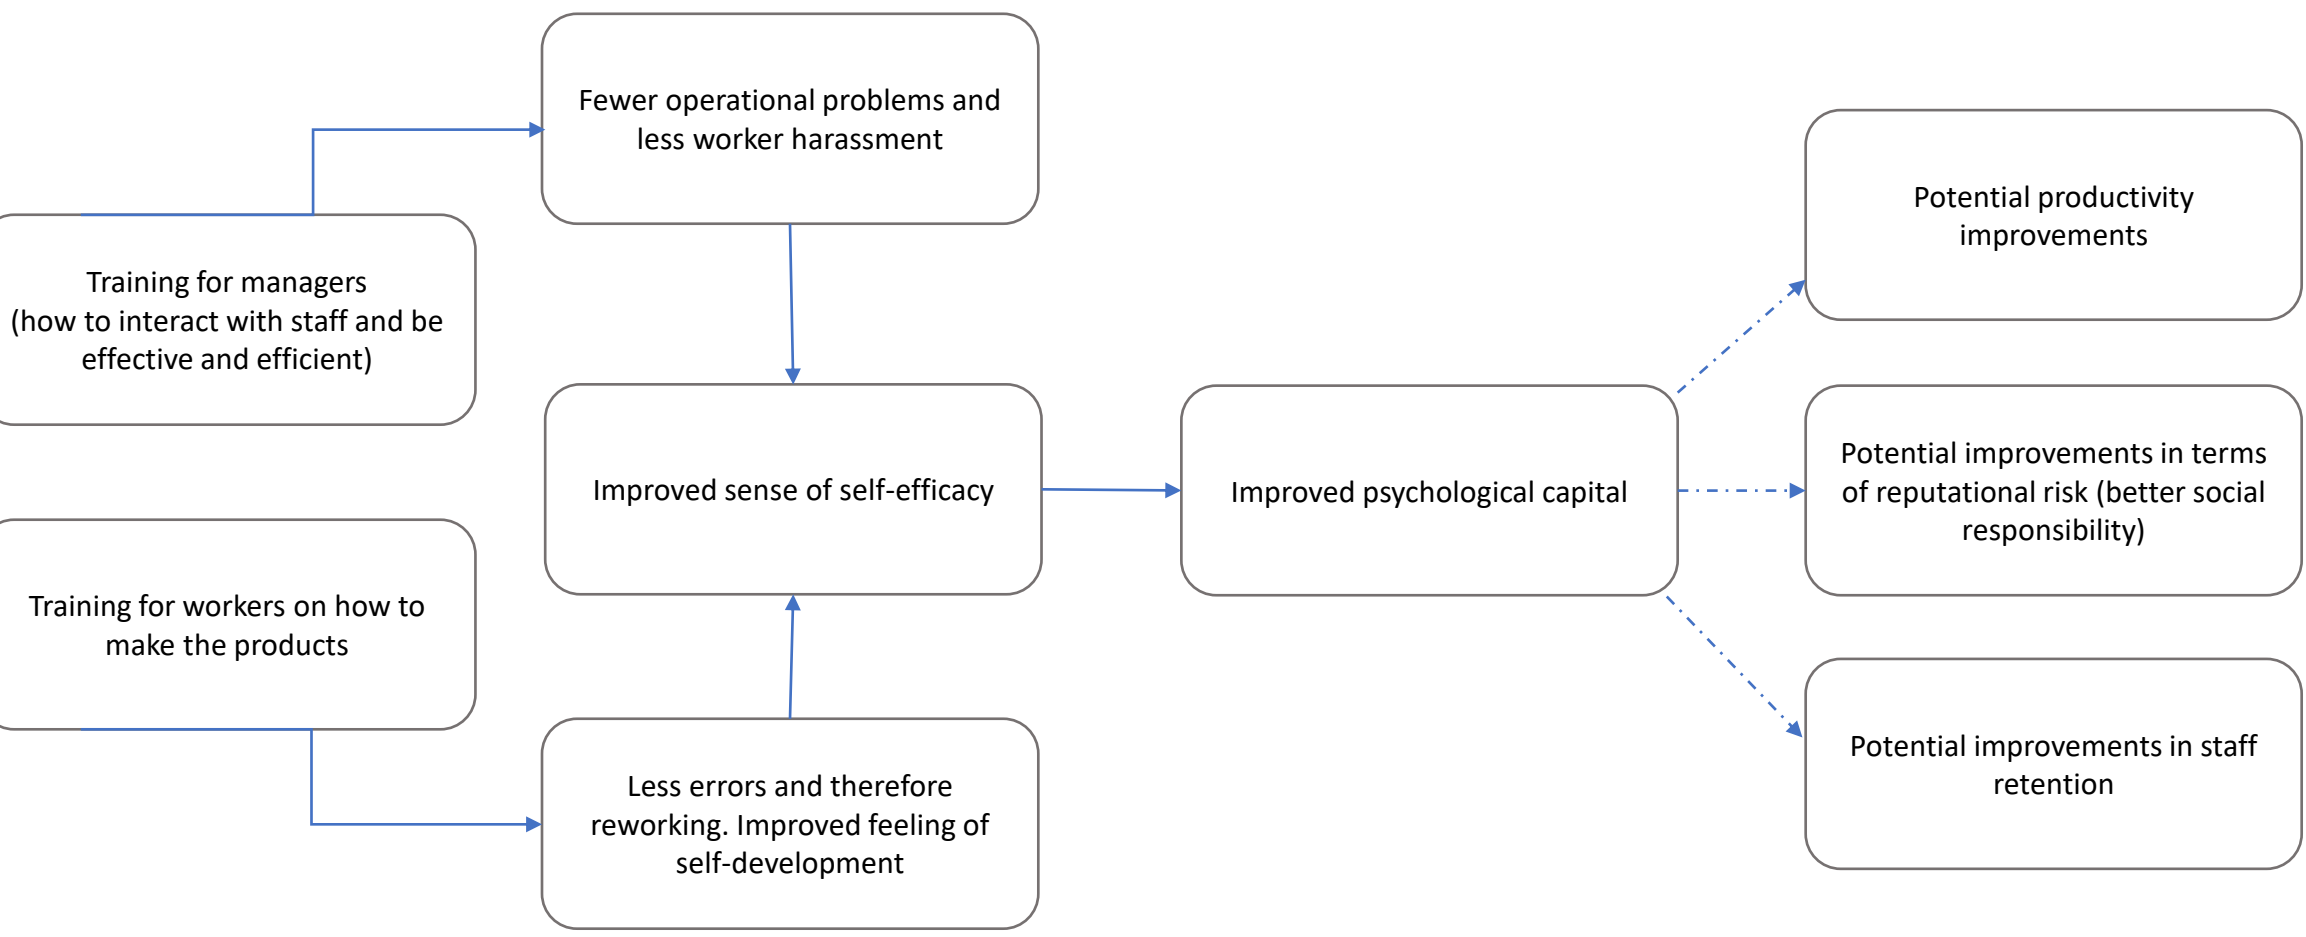 Fewer operational problems and
less worker harassment
Training for managers
(how to interact with staff and be
effective and efficient)
Improved sense of self-efficacy
Training for workers on how to
make the products
Less errors and therefore
reworking. Improved feeling of
self-development
Improved psychological capital
Potential productivity
improvements
Potential improvements in terms
of reputational risk (better social
responsibility)
Potential improvements in staff
retention